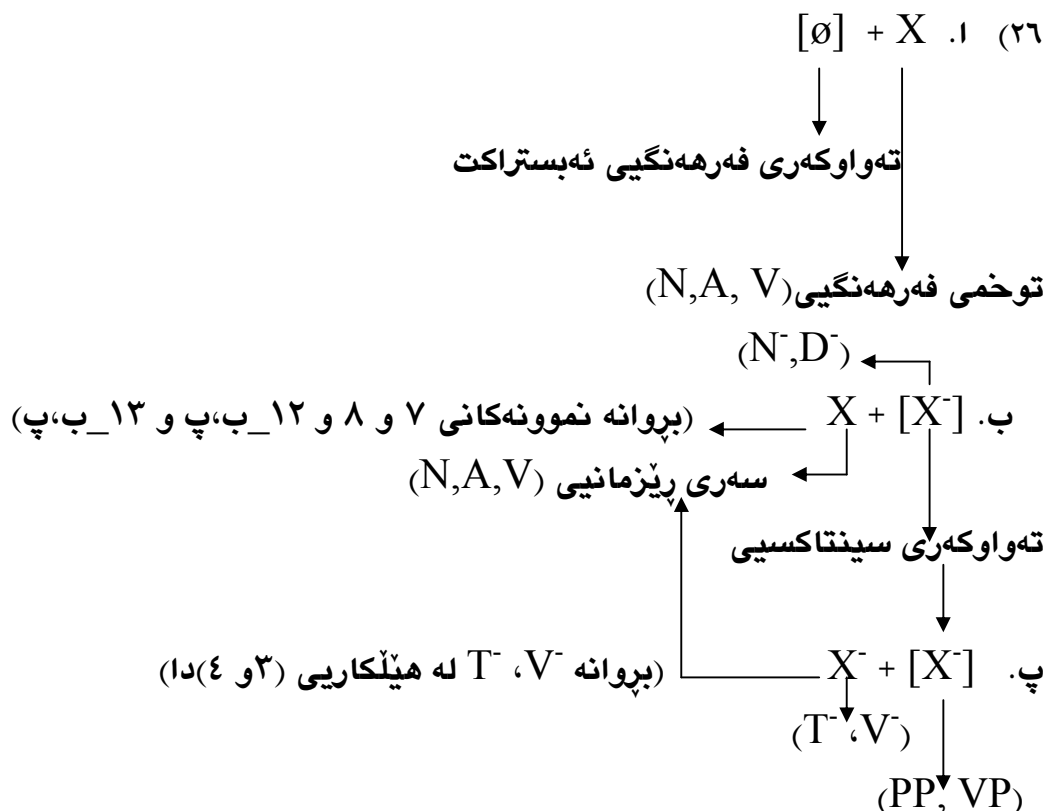 ٢٦) ا. X + [ø]
تەواوکەری فەرهەنگیی ئەبستراکت
توخمی فەرهەنگیی (N,A, V)
(N⁻,D⁻)
ب. X + [X⁻] (بڕوانە نموونەکانی ٧ و ٨ و ١٢_ب،پ و ١٣_ب،پ)
سەری ڕێزمانیی (N,A,V)
تەواوکەری سینتاکسیی
پ. X⁻ + [X⁻] (بڕوانە T⁻ ،V⁻ لە هێڵکاریی (٣و ٤)دا)
(T⁻،V⁻)
(PP, VP)